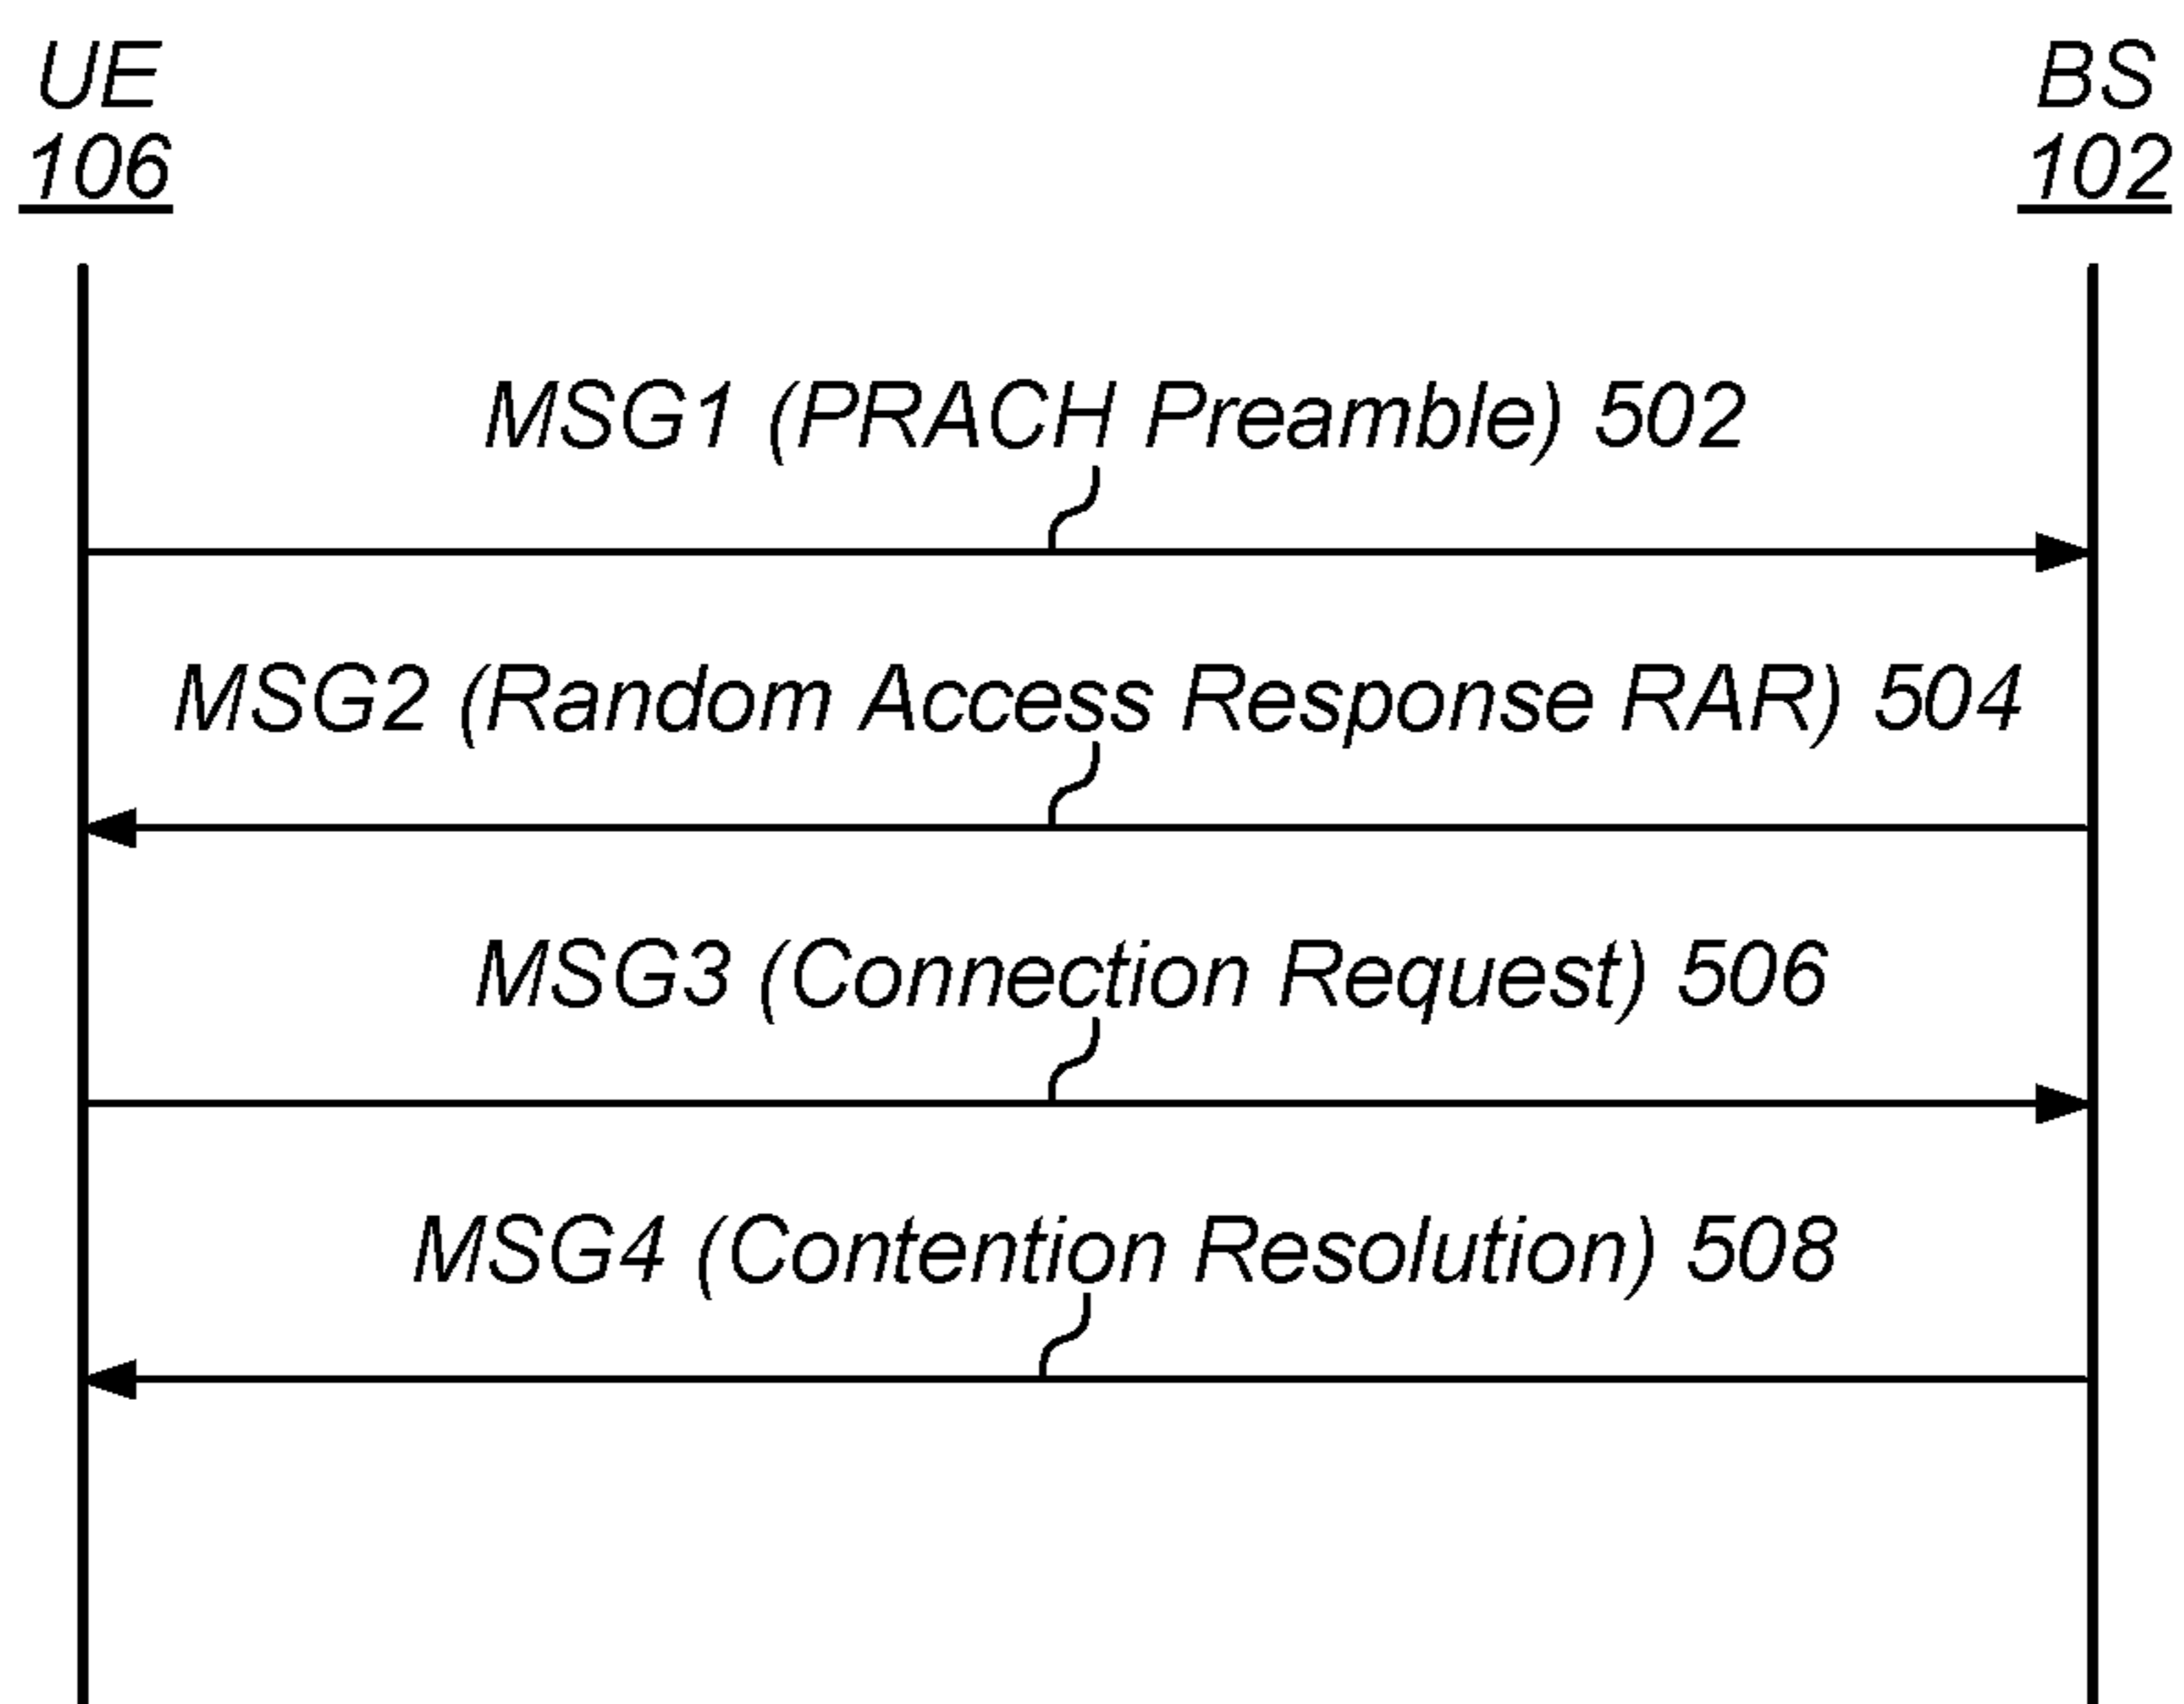 UE
106
BS
102
MSG1 (PRACH Preamble) 502
MSG2 (Random Access Response RAR) 504
MSG3 (Connection Request) 506
MSG4 (Contention Resolution) 508